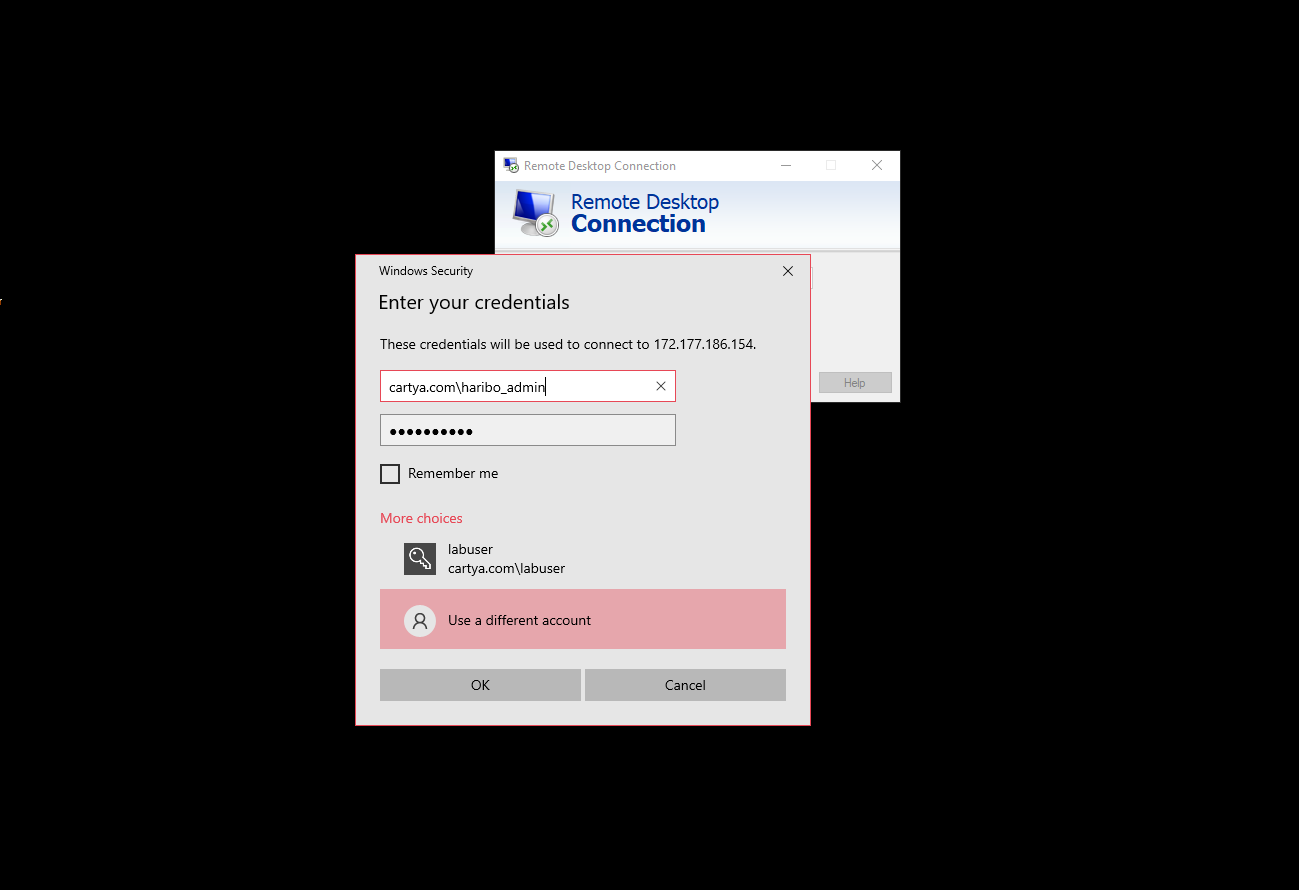 Remote Desktop Connection
Remote Desktop
Connection
Windows Security
Enter your credentials
These credentials will be used to connect to 172.177.186.154.
cartya.com\haribo_admin
Remember me
More choices
labuser
cartya.com\labuser
Use a different account
OK
Cancel
Help